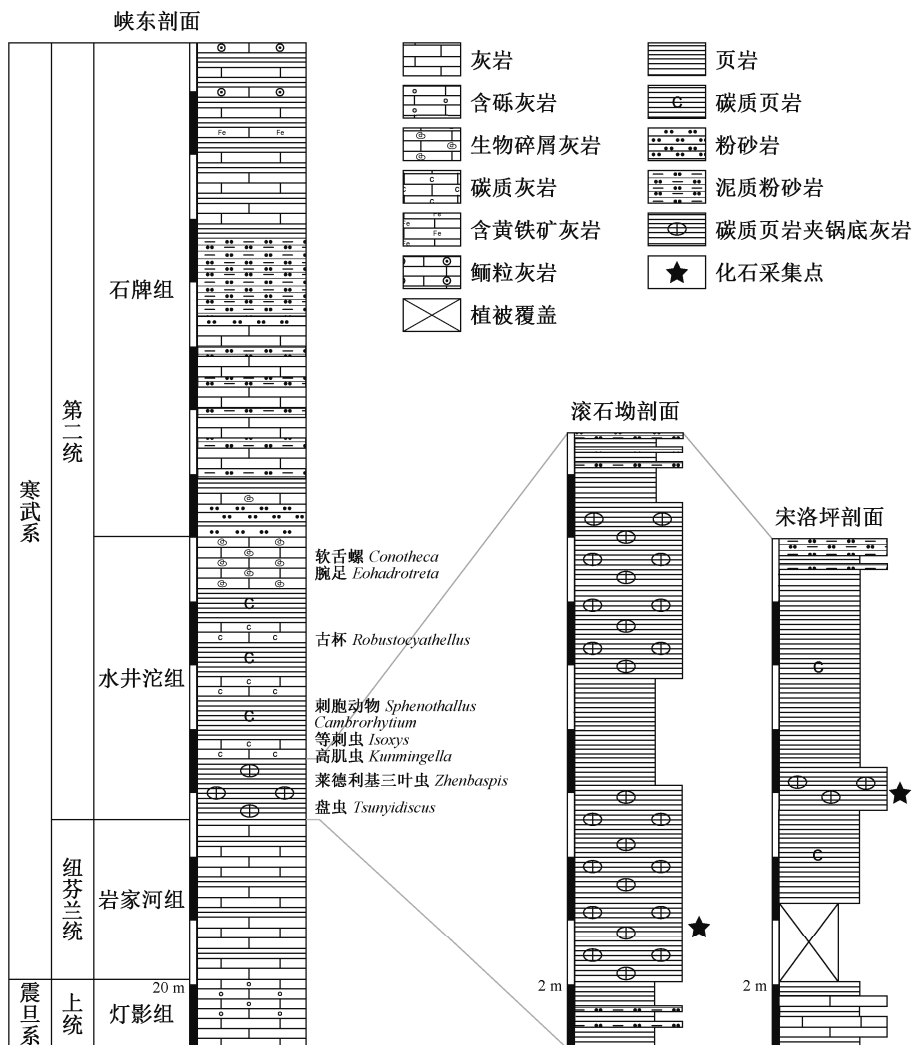 峡东剖面
灰岩
页岩
含砾灰岩
C
碳质页岩
生物碎屑灰岩
粉砂岩
C
C
C
C
碳质灰岩
泥质粉砂岩
Fe
Fe
Fe
含黄铁矿灰岩
碳质页岩夹锅底灰岩
鲕粒灰岩
化石采集点
植被覆盖
Fe
Fe
寒武系
第二统
石牌组
水井沱组
纽芬兰统
岩家河组
震旦系
上统
灯影组
20 m
C
C
C
C
C
C
C
C
C
C
C
C
软舌螺 Conotheca
腕足 Eohadrotreta
古杯 Robustocyathellus
刺胞动物 Sphenothallus
Cambrorhytium
等刺虫 Isoxys
高肌虫 Kunmingella
莱德利基三叶虫 Zhenbaspis
盘虫 Tsunyidiscus
滚石坳剖面
2 m
宋洛坪剖面
C
C
2 m